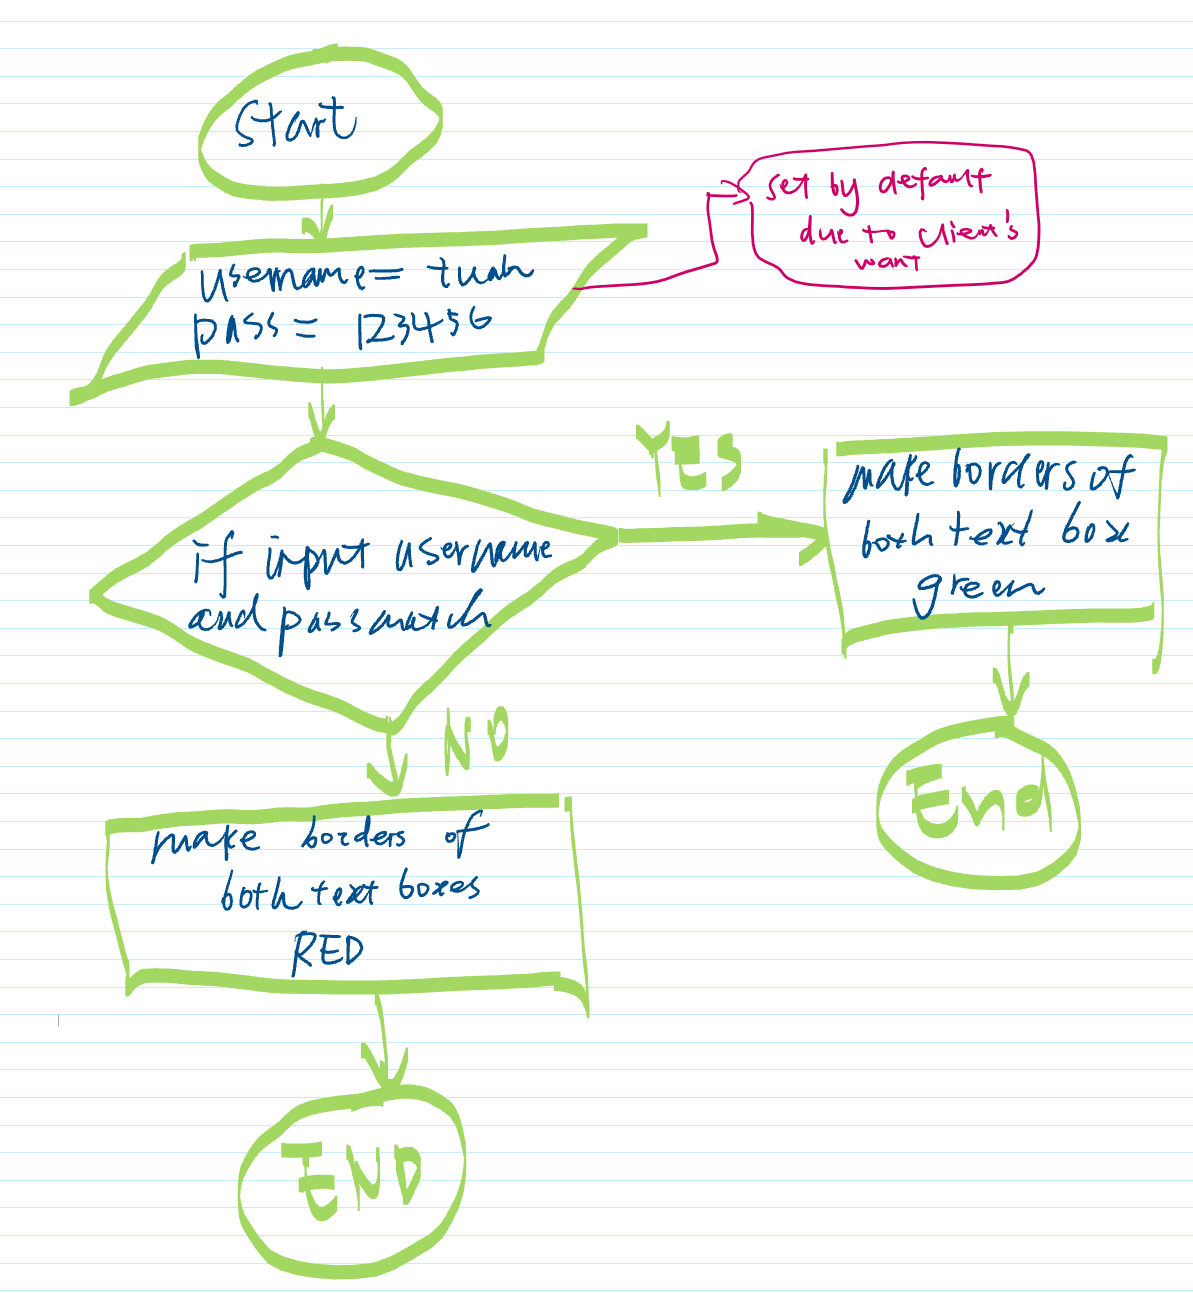 Start
set by default
due to client's
want
username = tuah
pass = 123456
if input username
and pass match
YES
make borders of
both text box
green
End
NO
make borders of
both text boxes
RED
END